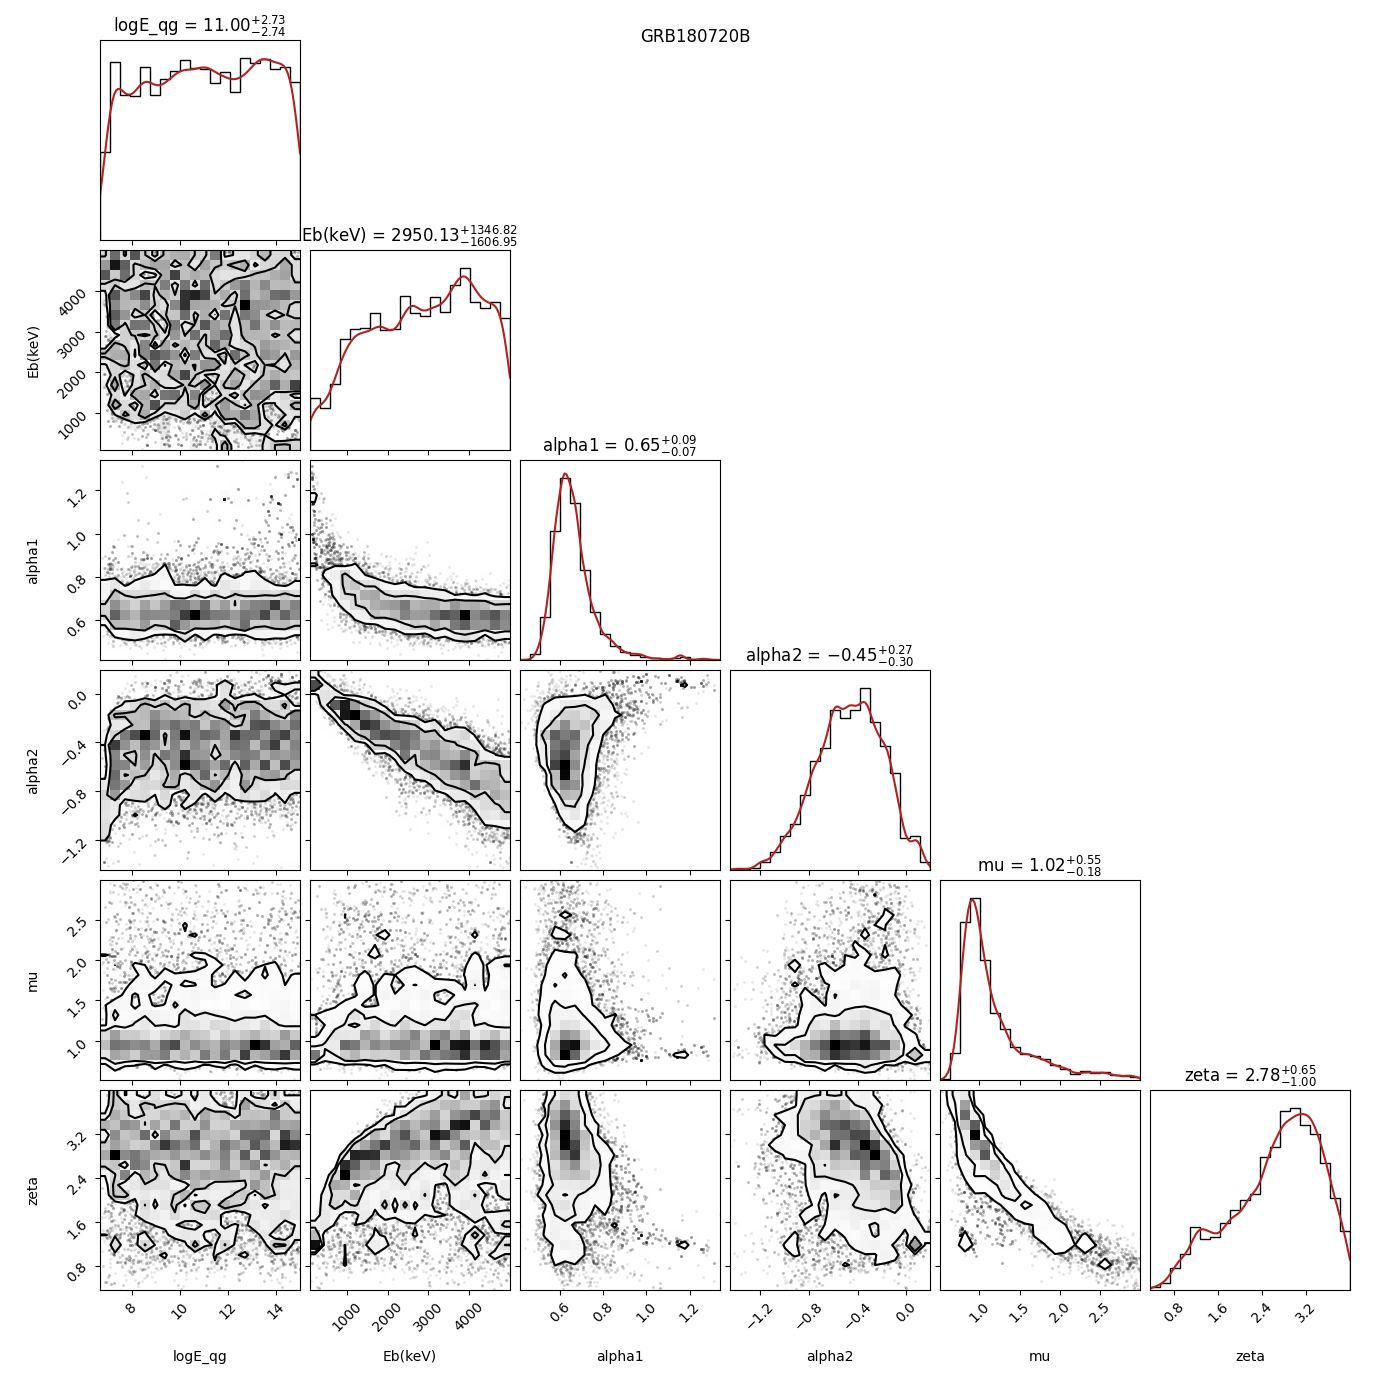 logE_qg = 11.00+2.73−2.74
GRB180720B
Eb(keV) = 2950.13+1346.82−1606.95
4000
3000
2000
1000
Eb(keV)
alpha1 = 0.65+0.09−0.07
1.2
1.0
0.8
0.6
alpha1
alpha2 = −0.45+0.27−0.30
0.0
−0.4
−0.8
−1.2
alpha2
mu = 1.02+0.55−0.18
2.5
2.0
1.5
1.0
mu
zeta = 2.78+0.65−1.00
3.2
2.4
1.6
0.8
zeta
8 10 12 14 1000 2000 3000 4000 0.6 0.8 1.0 1.2 −1.2 −0.8 −0.4 0.0 1.0 1.5 2.0 2.5 0.8 1.6 2.4 3.2
logE_qg Eb(keV) alpha1 alpha2 mu zeta